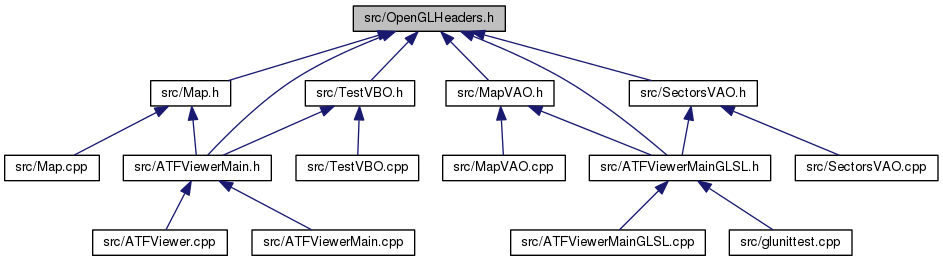 src/OpenGLHeaders.h
src/Map.h
src/TestVBO.h
src/MapVAO.h
src/SectorsVAO.h
src/Map.cpp
src/ATFViewerMain.h
src/TestVBO.cpp
src/MapVAO.cpp
src/ATFViewerMainGLSL.h
src/SectorsVAO.cpp
src/ATFViewer.cpp
src/ATFViewerMain.cpp
src/ATFViewerMainGLSL.cpp
src/glunittest.cpp